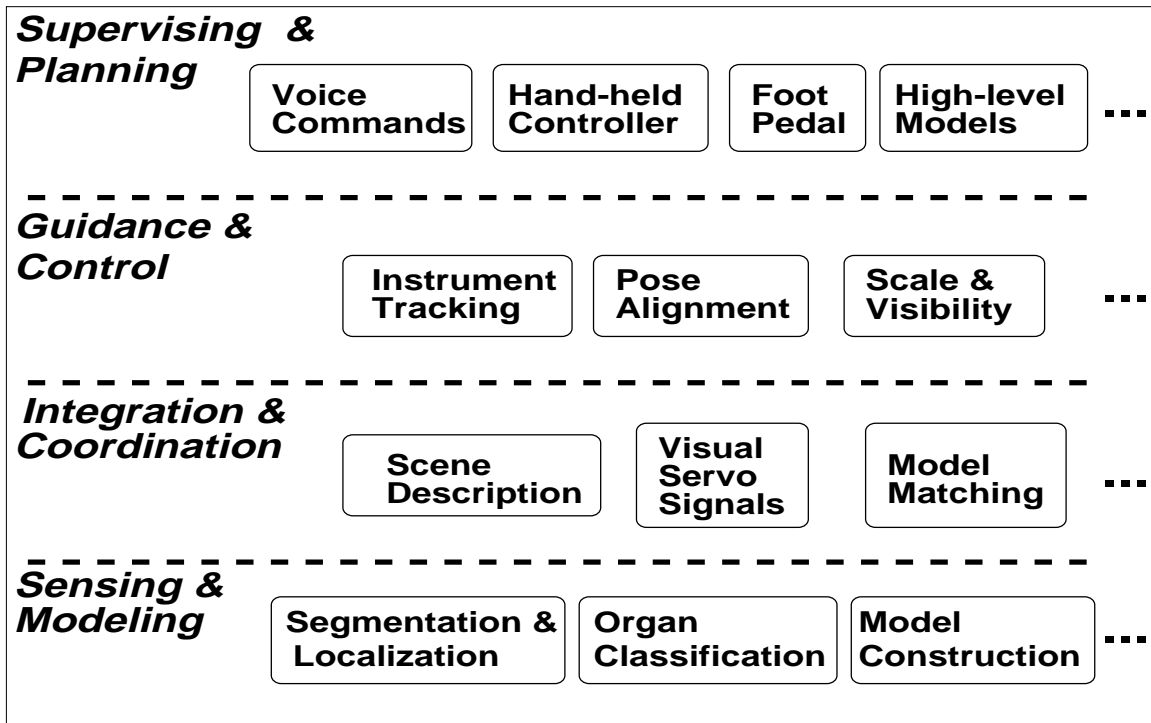 Supervising &
Planning
Voice
Commands
Hand-held
Controller
Foot
Pedal
High-level
Models
...
Guidance &
Control
Instrument
Tracking
Pose
Alignment
Scale &
Visibility
...
Integration &
Coordination
Scene
Description
Visual
Servo
Signals
Model
Matching
...
Sensing &
Modeling
Segmentation &
Localization
Organ
Classification
Model
Construction
...